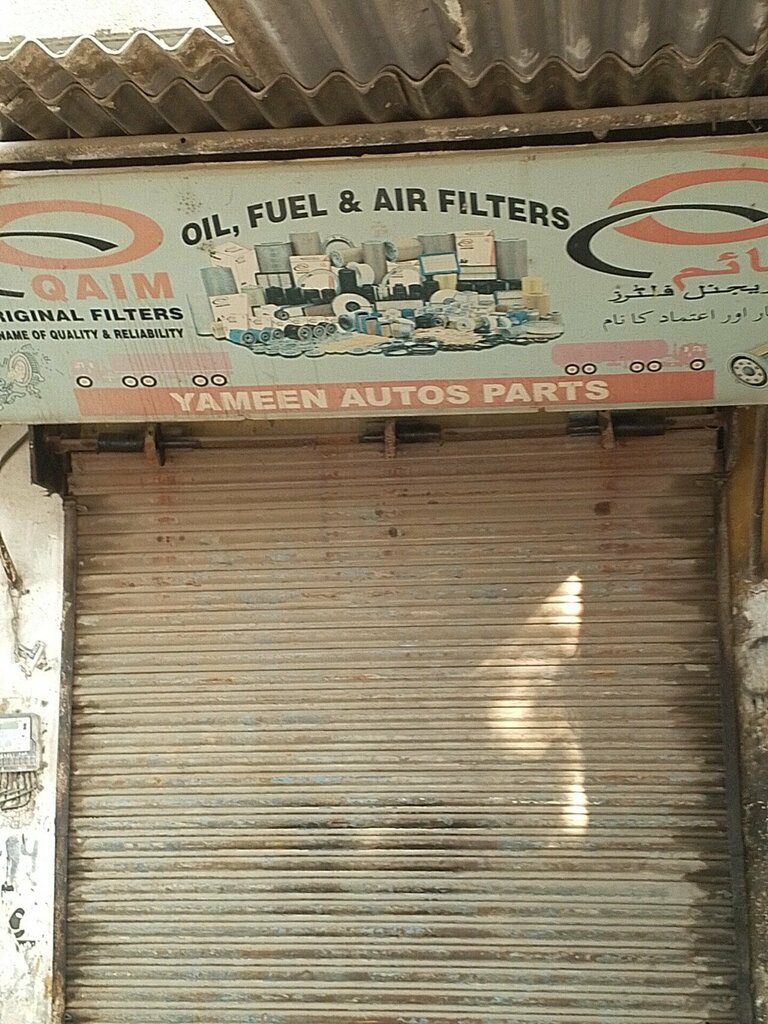 OIL, FUEL & AIR FILTERS
QAIM
RIGINAL FILTERS
NAME OF QUALITY & RELIABILITY
ائم
یجنل فلٹرز
ار اور اعتماد کا نام
YAMEEN AUTOS PARTS